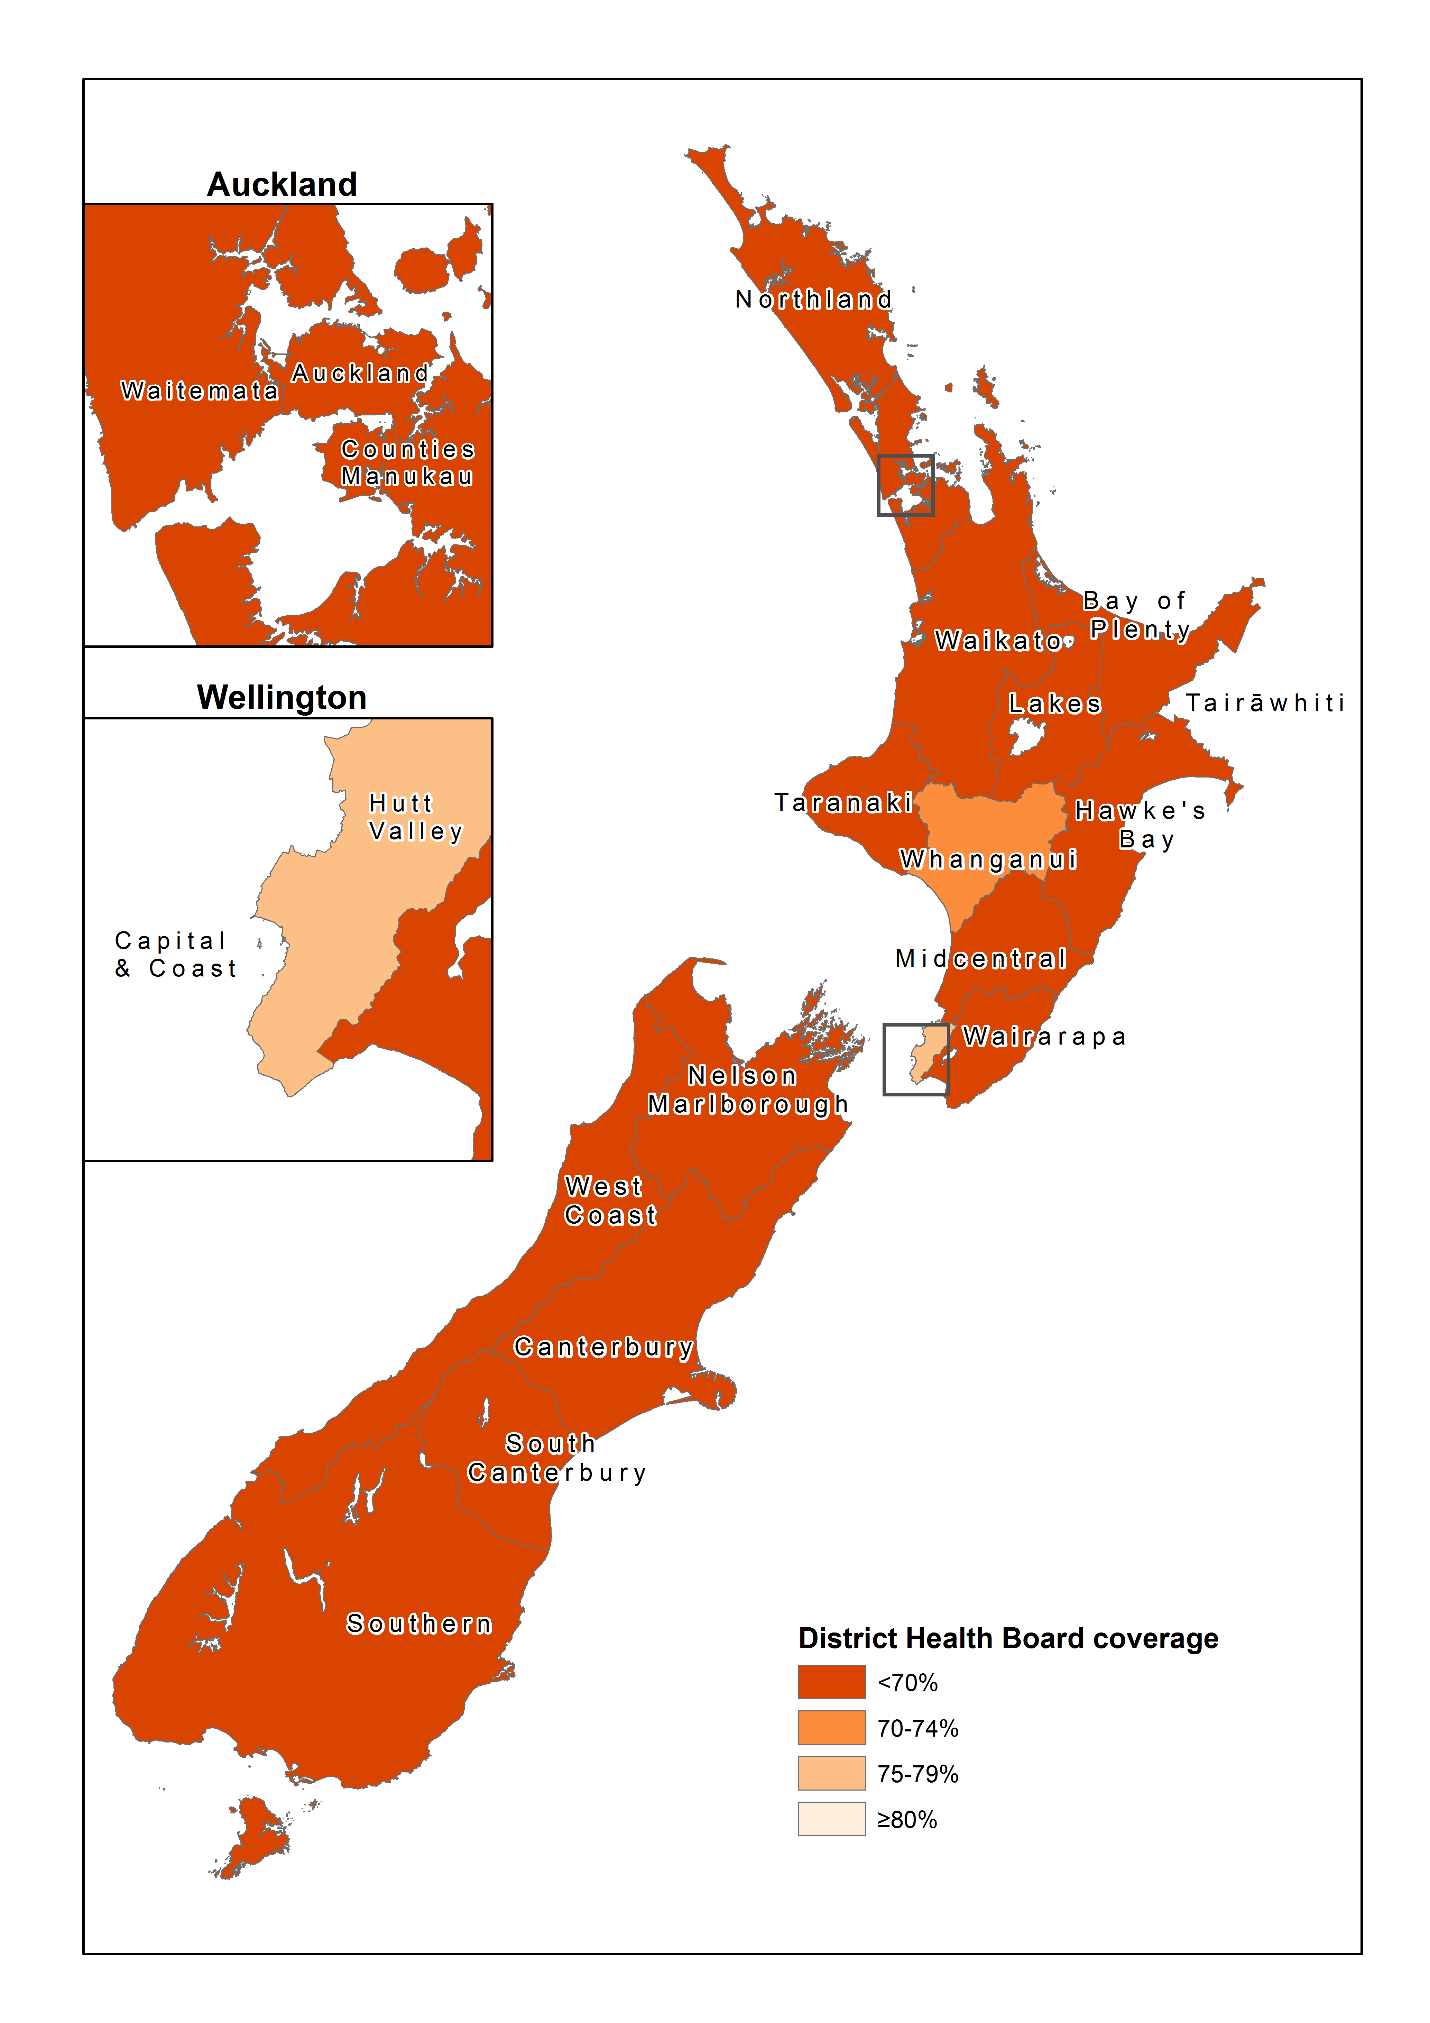 Auckland
Waitemata
Auckland
Counties
Manukau
Wellington
Hutt
Valley
Capital
& Coast
Northland
Bay of
Plenty
Waikato
Lakes
Tairāwhiti
Taranaki
Hawke's
Bay
Whanganui
Midcentral
Wairarapa
Nelson
Marlborough
West
Coast
Canterbury
South
Canterbury
Southern
District Health Board coverage
<70%
70-74%
75-79%
≥80%